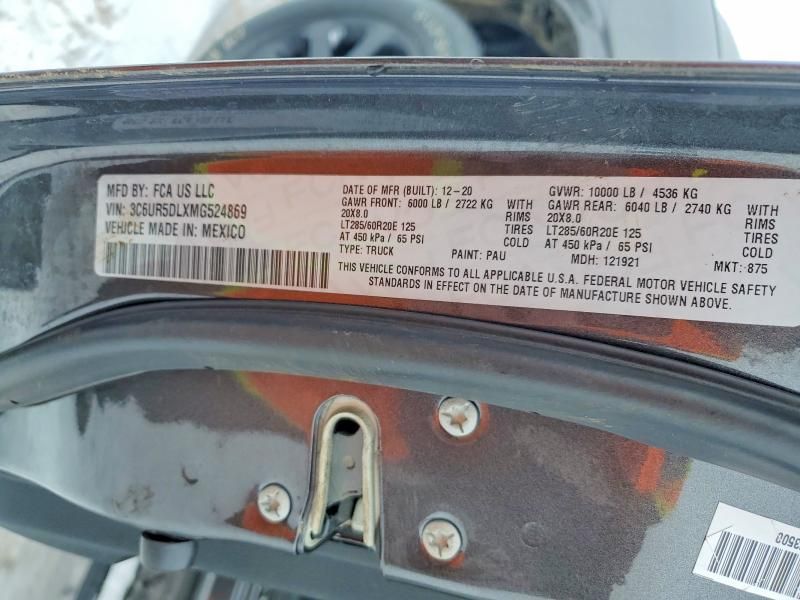 MFD BY: FCA US LLC
VIN: 3C6UR5DLXMG524869
VEHICLE MADE IN: MEXICO
DATE OF MFR (BUILT): 12-20
GAWR FRONT: 6000 LB / 2722 KG WITH
20X8.0 RIMS
LT285/60R20E 125 TIRES
AT 450 kPa / 65 PSI COLD
TYPE: TRUCK PAINT: PAU
GVWR: 10000 LB / 4536 KG
GAWR REAR: 6040 LB / 2740 KG WITH
20X8.0 RIMS
LT285/60R20E 125 TIRES
AT 450 kPa / 65 PSI COLD
MDH: 121921 MKT: 875
THIS VEHICLE CONFORMS TO ALL APPLICABLE U.S.A. FEDERAL MOTOR VEHICLE SAFETY
STANDARDS IN EFFECT ON THE DATE OF MANUFACTURE SHOWN ABOVE.